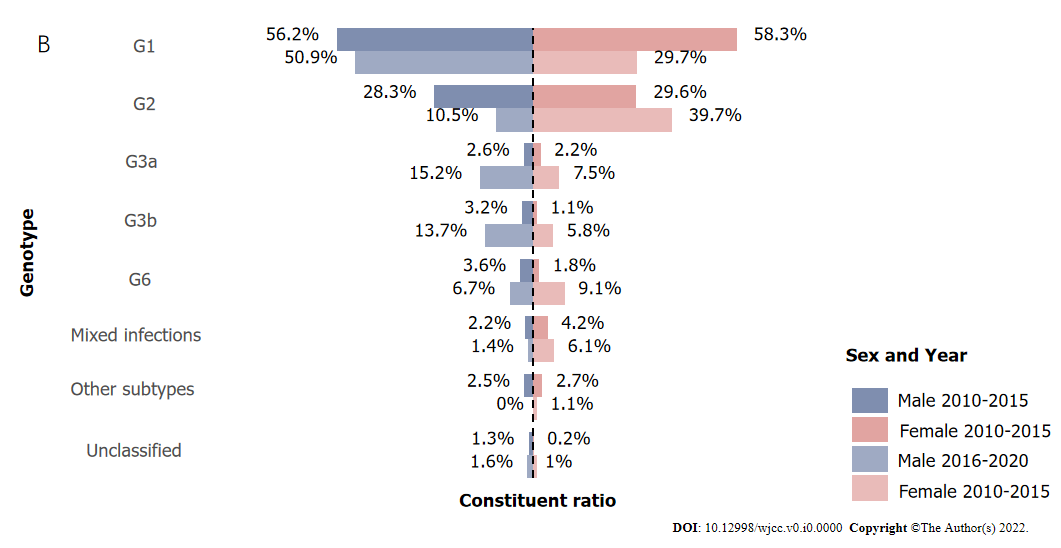 B
56.2%
G1
58.3%
50.9%
29.7%
28.3%
G2
29.6%
10.5%
39.7%
2.6%
G3a
2.2%
15.2%
7.5%
3.2%
G3b
1.1%
13.7%
5.8%
Genotype
3.6%
G6
1.8%
6.7%
9.1%
2.2%
Mixed infections
4.2%
1.4%
6.1%
2.5%
Other subtypes
2.7%
0%
1.1%
1.3%
Unclassified
0.2%
1.6%
1%
Constituent ratio
Sex and Year
Male 2010-2015
Female 2010-2015
Male 2016-2020
Female 2010-2015
DOI: 10.12998/wjcc.v0.i0.0000 Copyright ©The Author(s) 2022.